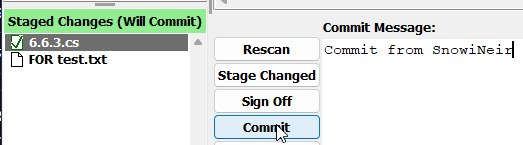 Staged Changes (Will Commit)
6.6.3.cs
FOR test.txt
Rescan
Stage Changed
Sign Off
Commit
Commit Message:
Commit from SnowiNeir